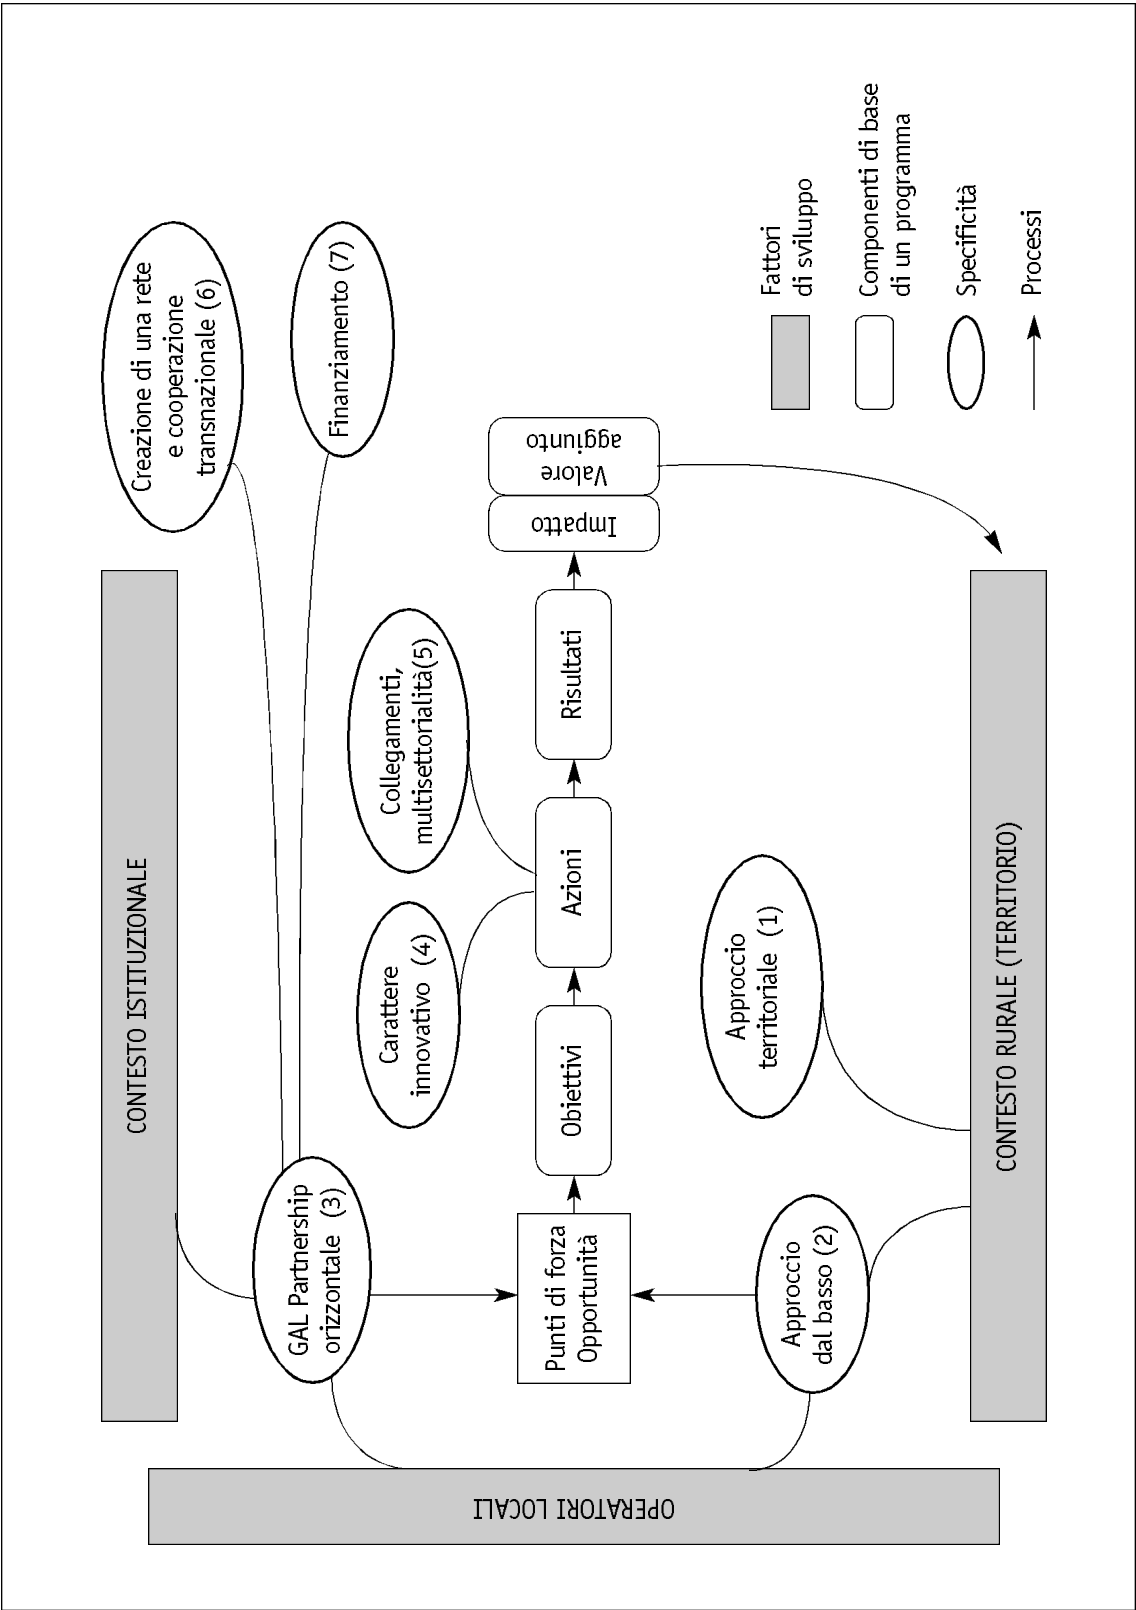 CONTESTO ISTITUZIONALE
Creazione di una rete
e cooperazione
transnazionale (6)
Finanziamento (7)
GAL Partnership
orizzontale (3)
Carattere
innovativo (4)
Collegamenti,
multisettorialità(5)
OPERATORI LOCALI
Punti di forza
Opportunità
Obiettivi
Azioni
Risultati
Impatto
Valore
aggiunto
Approccio
dal basso (2)
Approccio
territoriale (1)
CONTESTO RURALE (TERRITORIO)
Fattori
di sviluppo
Componenti di base
di un programma
Specificità
Processi